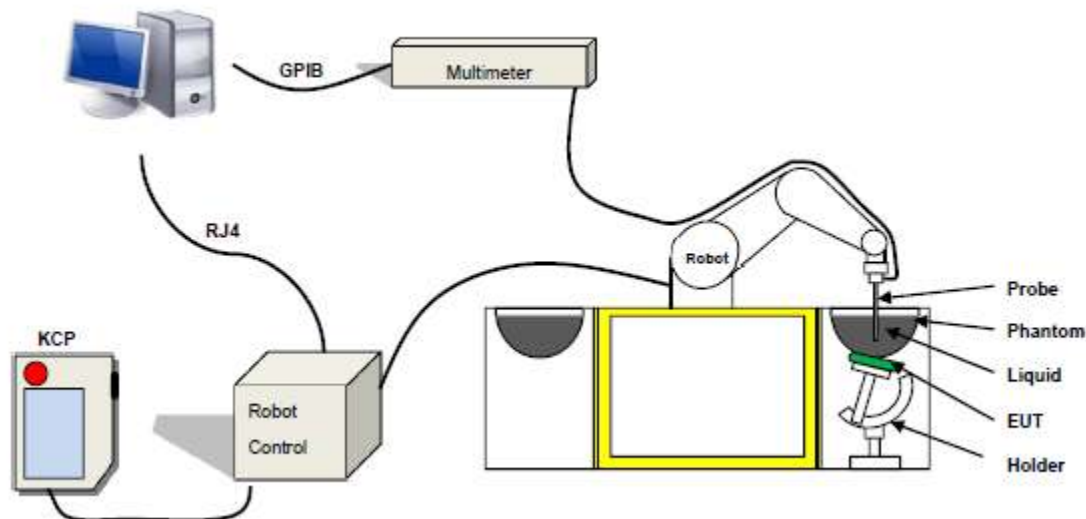 GPIB
Multimeter
RJ4
Robot
Probe
Phantom
KCP
Liquid
Robot
Control
EUT
Holder